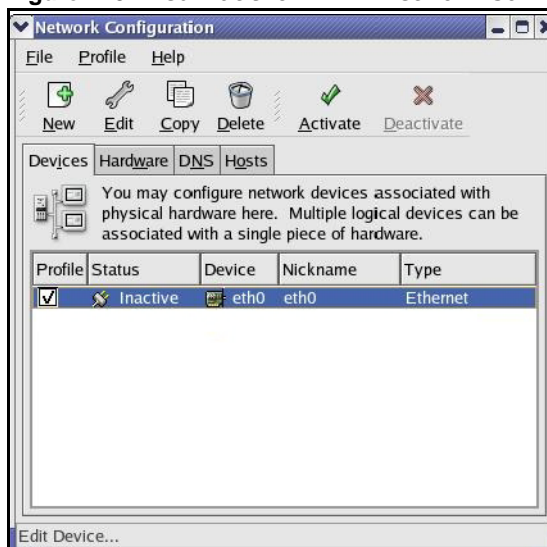 Network Configuration
File Profile Help
New Edit Copy Delete Activate Deactivate
Devices Hardware DNS Hosts
You may configure network devices associated with
physical hardware here. Multiple logical devices can be
associated with a single piece of hardware.
Profile Status Device Nickname Type
Inactive eth0 eth0 Ethernet
Edit Device...